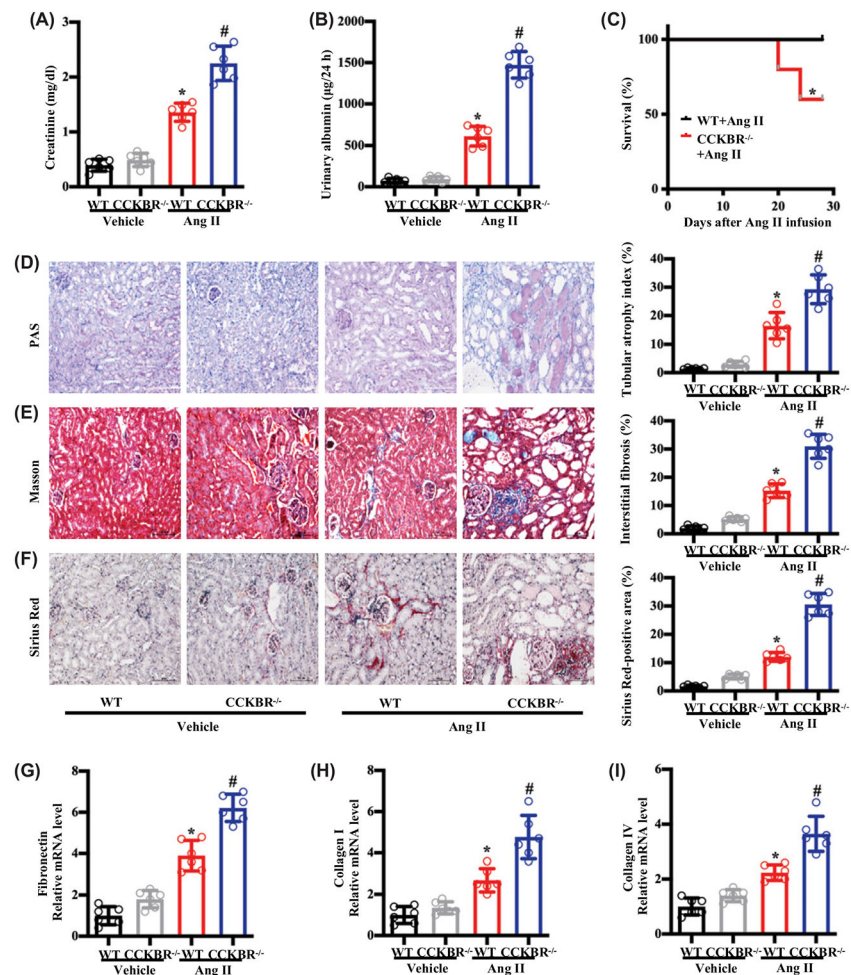 (A)
Creatinine (mg/dl)
3
2
1
0
*
#
WT CCKBR-/- WT CCKBR-/-
Vehicle Ang II
(B)
Urinary albumin (µg/24 h)
2000
1500
1000
500
0
*
#
WT CCKBR-/- WT CCKBR-/-
Vehicle Ang II
(C)
Survival (%)
100
50
0
*
WT+Ang II
CCKBR-/-
+Ang II
0 10 20 30
Days after Ang II infusion
(D)
PAS
Tubular atrophy index (%)
40
30
20
10
0
*
#
WT CCKBR-/- WT CCKBR-/-
Vehicle Ang II
(E)
Masson
Interstitial fibrosis (%)
40
30
20
10
0
*
#
WT CCKBR-/- WT CCKBR-/-
Vehicle Ang II
(F)
Sirius Red
WT CCKBR-/- WT CCKBR-/-
Vehicle Ang II
Sirius Red-positive area (%)
40
30
20
10
0
*
#
WT CCKBR-/- WT CCKBR-/-
Vehicle Ang II
(G)
Fibronectin
Relative mRNA level
8
6
4
2
0
*
#
WT CCKBR-/- WT CCKBR-/-
Vehicle Ang II
(H)
Collagen I
Relative mRNA level
8
6
4
2
0
*
#
WT CCKBR-/- WT CCKBR-/-
Vehicle Ang II
(I)
Collagen IV
Relative mRNA level
6
4
2
0
*
#
WT CCKBR-/- WT CCKBR-/-
Vehicle Ang II